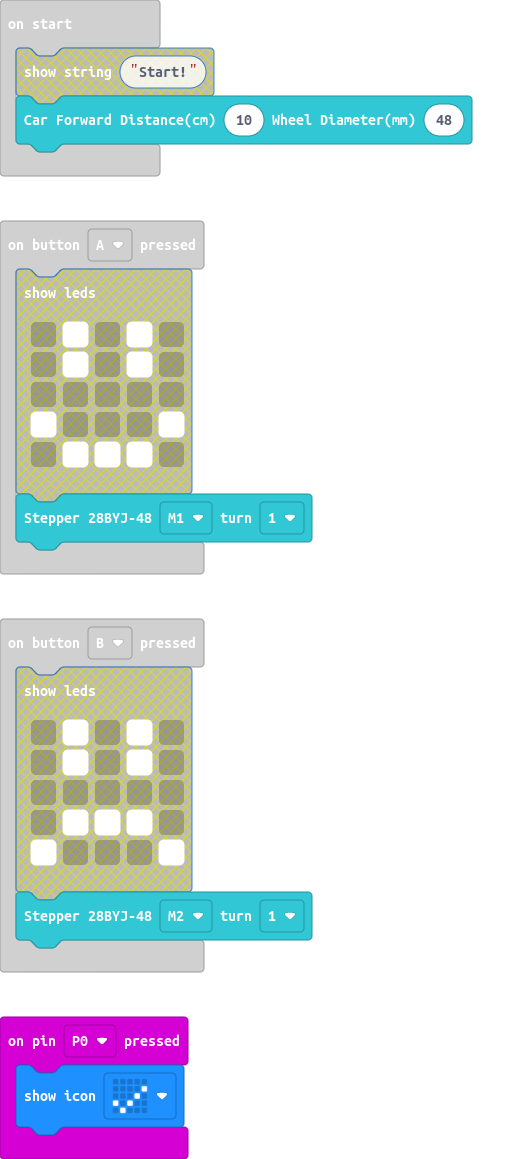 on start
show string "Start!"
Car Forward Distance(cm) 10 Wheel Diameter(mm) 48
on button A pressed
show leds
Stepper 28BYJ-48 M1 turn 1
on button B pressed
show leds
Stepper 28BYJ-48 M2 turn 1
on pin P0 pressed
show icon